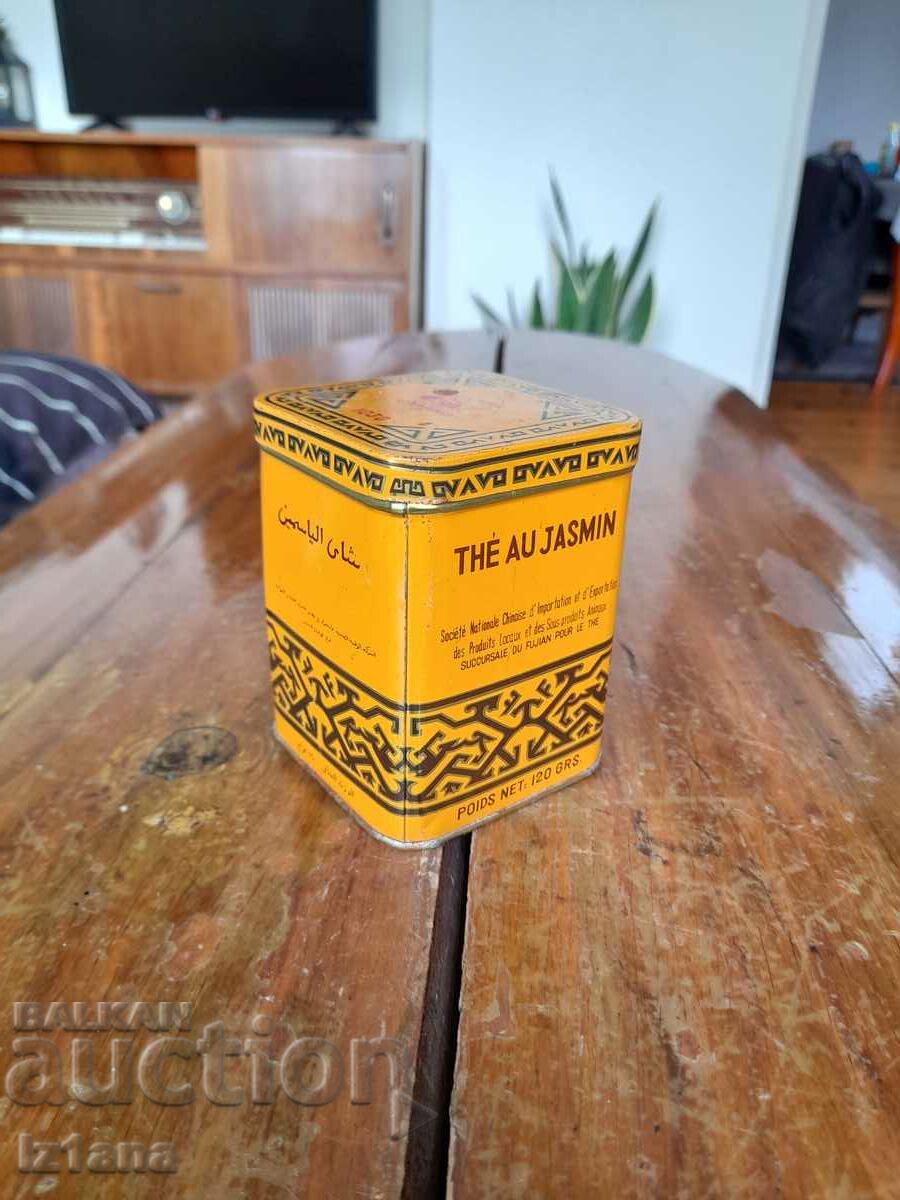 شاي الياسمين
THÉ AU JASMIN
Société Nationale Chinoise d'Importation et d'Exportation
des Produits Locaux et des Sous produits Animaux
SUCCURSALE DU FUJIAN POUR LE THÉ
POIDS NET: 120 GRS.
BALKAN
auction
iz1ana